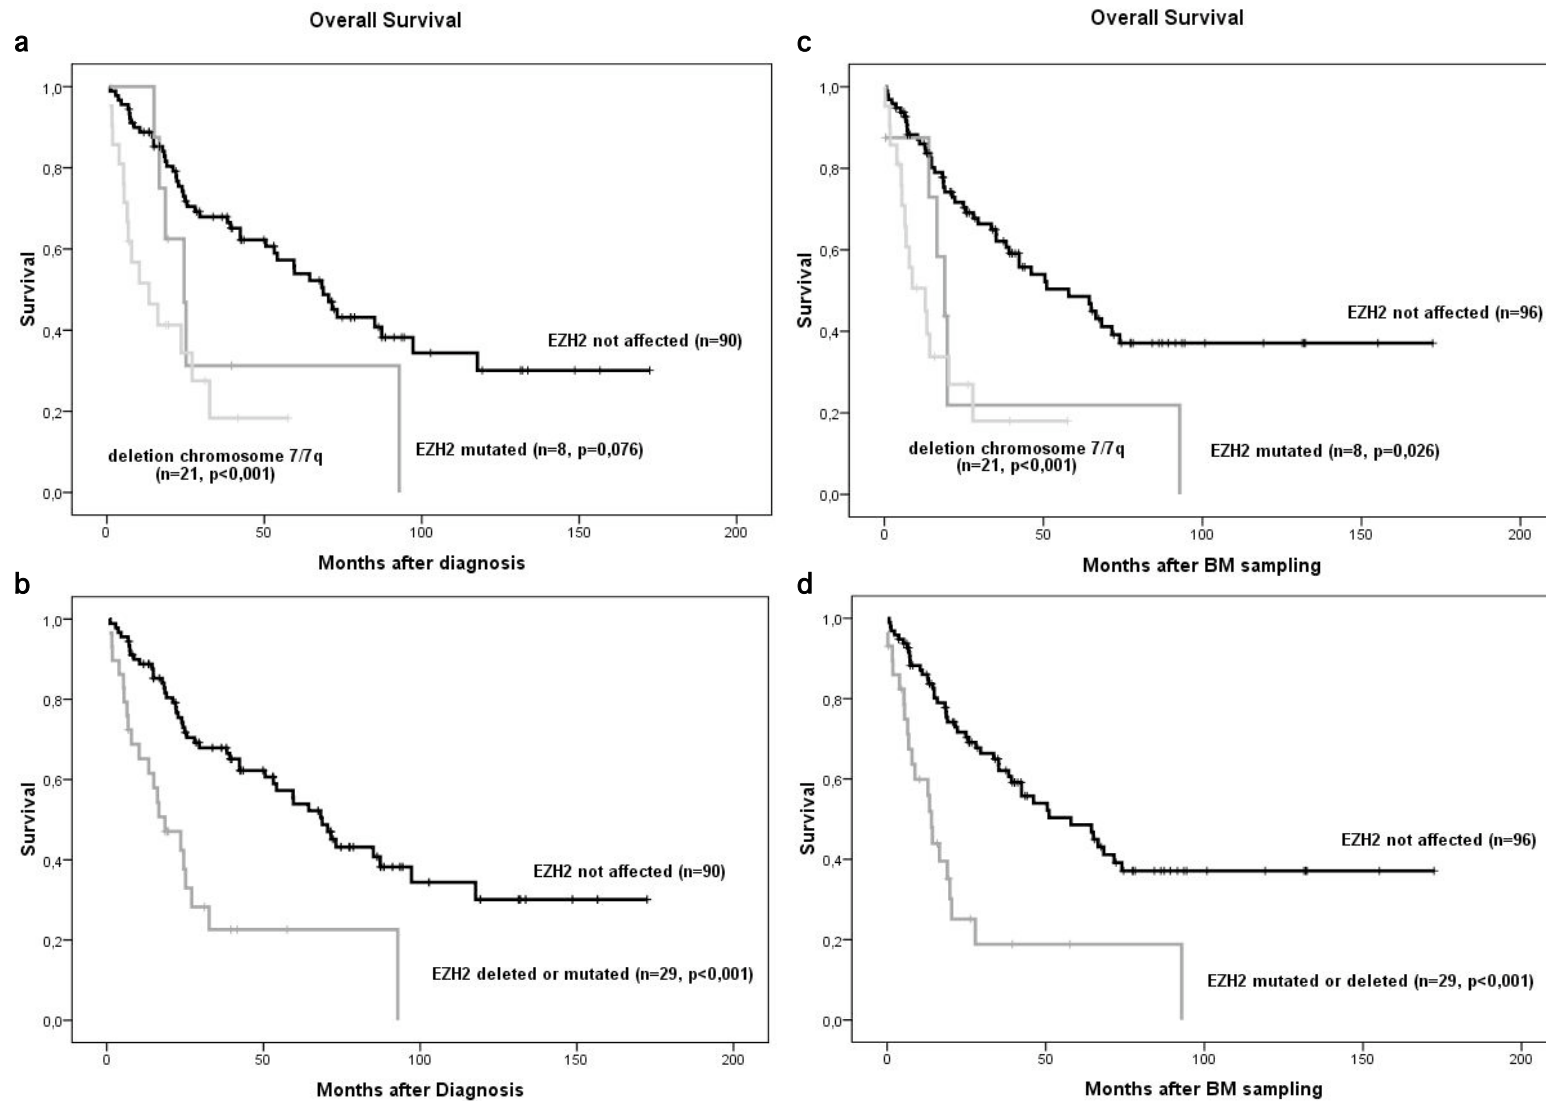 Overall Survival
a
1,0
0,8
0,6
0,4
0,2
0,0
Survival
EZH2 not affected (n=90)
EZH2 mutated (n=8, p=0,076)
deletion chromosome 7/7q
(n=21, p<0,001)
0 50 100 150 200
Months after diagnosis
b
1,0
0,8
0,6
0,4
0,2
0,0
Survival
EZH2 not affected (n=90)
EZH2 deleted or mutated (n=29, p<0,001)
0 50 100 150 200
Months after Diagnosis
Overall Survival
c
1,0
0,8
0,6
0,4
0,2
0,0
Survival
EZH2 not affected (n=96)
EZH2 mutated (n=8, p=0,026)
deletion chromosome 7/7q
(n=21, p<0,001)
0 50 100 150 200
Months after BM sampling
d
1,0
0,8
0,6
0,4
0,2
0,0
Survival
EZH2 not affected (n=96)
EZH2 mutated or deleted (n=29, p<0,001)
0 50 100 150 200
Months after BM sampling